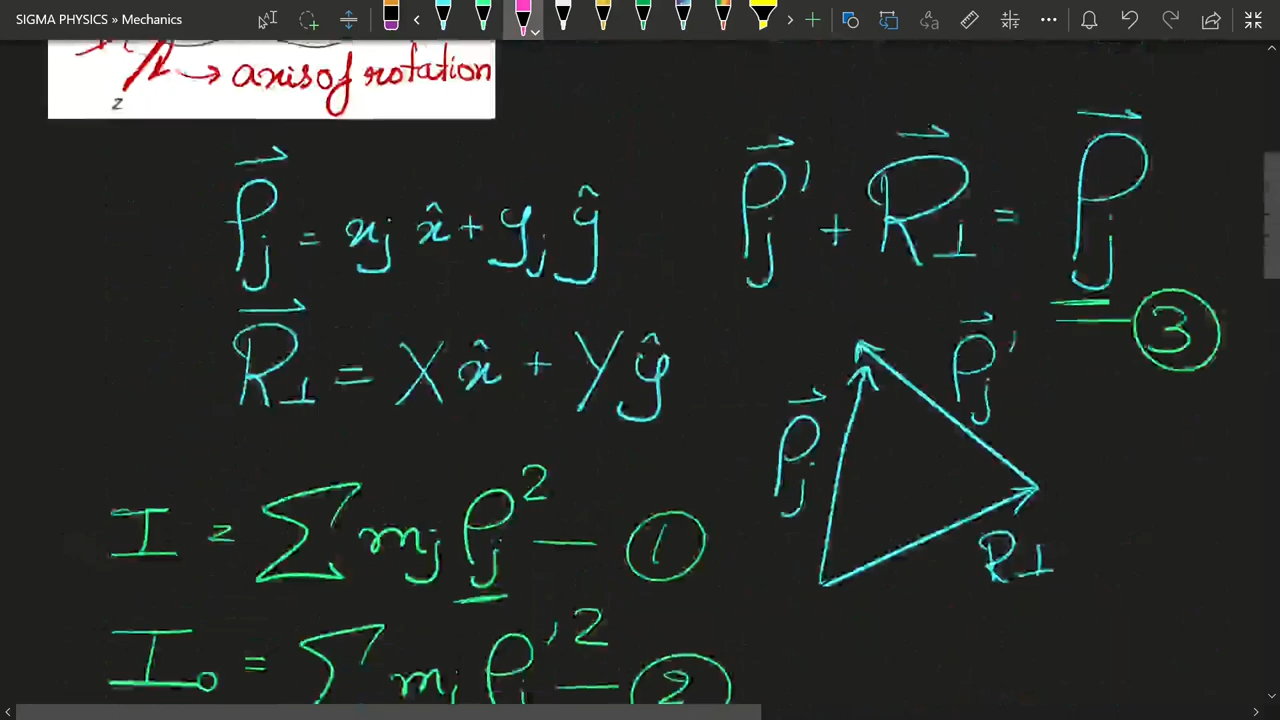 SIGMA PHYSICS » Mechanics
→ axis of rotation
z
ρ⃗j = xj x̂ + yj ŷ
ρ⃗j′ + R⃗⊥ = ρ⃗j
R⃗⊥ = X x̂ + Y ŷ
③
ρ⃗j′
ρ⃗j
R⊥
I = Σ mj ρj² — ①
I₀ = Σ mj ρj′² — ②